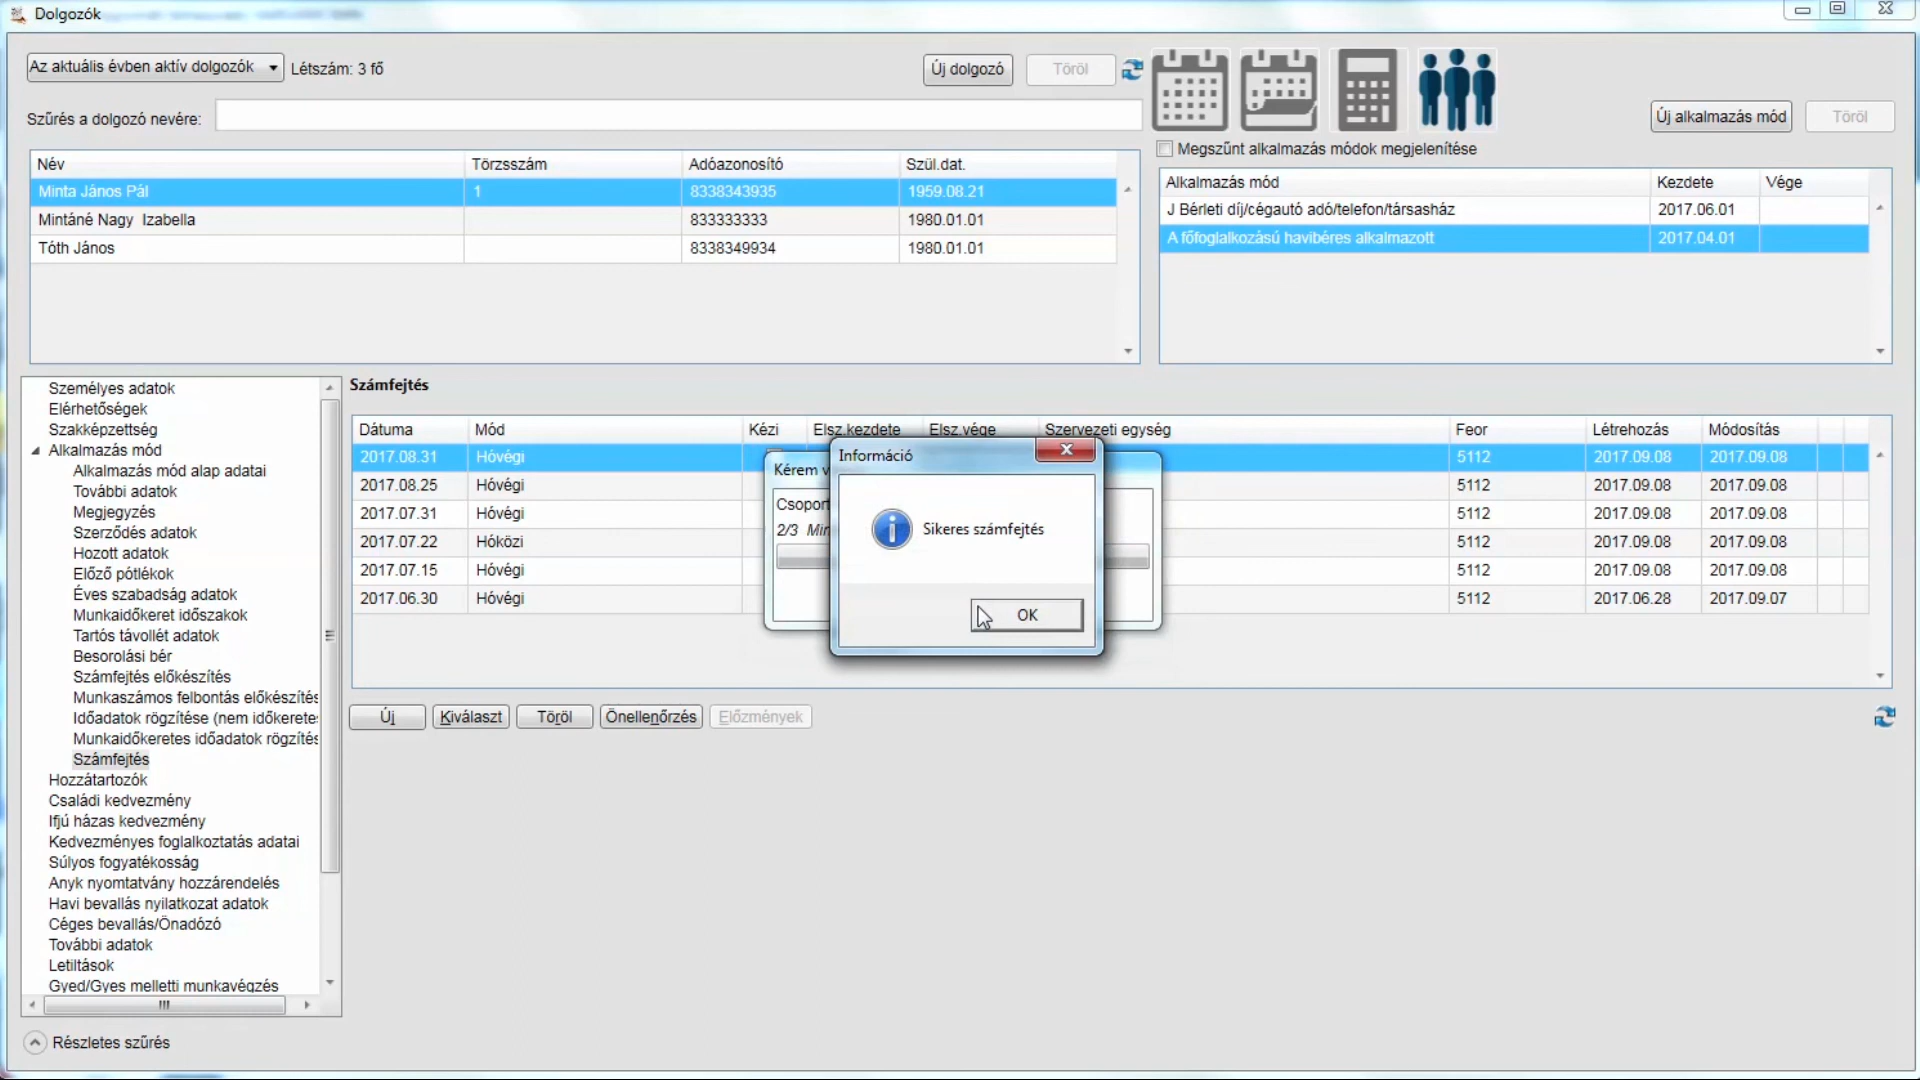 Dolgozók
Az aktuális évben aktív dolgozók
Létszám: 3 fő
Új dolgozó
Töröl
Szűrés a dolgozó nevére:
Új alkalmazás mód
Töröl
Megszűnt alkalmazás módok megjelenítése
Név Törzsszám Adóazonosító Szül.dat.
Minta János Pál 1 8338343935 1959.08.21
Mintáné Nagy  Izabella 833333333 1980.01.01
Tóth János 8338349934 1980.01.01
Alkalmazás mód Kezdete Vége
J Bérleti díj/cégautó adó/telefon/társasház 2017.06.01
A főfoglalkozású havibéres alkalmazott 2017.04.01
Személyes adatok
Elérhetőségek
Szakképzettség
Alkalmazás mód
Alkalmazás mód alap adatai
További adatok
Megjegyzés
Szerződés adatok
Hozott adatok
Előző pótlékok
Éves szabadság adatok
Munkaidőkeret időszakok
Tartós távollét adatok
Besorolási bér
Számfejtés előkészítés
Munkaszámos felbontás előkészítés
Időadatok rögzítése (nem időkeretes
Munkaidőkeretes időadatok rögzítés
Számfejtés
Hozzátartozók
Családi kedvezmény
Ifjú házas kedvezmény
Kedvezményes foglalkoztatás adatai
Súlyos fogyatékosság
Anyk nyomtatvány hozzárendelés
Havi bevallás nyilatkozat adatok
Céges bevallás/Önadózó
További adatok
Letiltások
Gyed/Gyes melletti munkavégzés
Részletes szűrés
Számfejtés
Dátuma Mód Kézi Elsz.kezdete Elsz.vége Szervezeti egység Feor Létrehozás Módosítás
2017.08.31 Hóvégi 5112 2017.09.08 2017.09.08
2017.08.25 Hóvégi 5112 2017.09.08 2017.09.08
2017.07.31 Hóvégi 5112 2017.09.08 2017.09.08
2017.07.22 Hóközi 5112 2017.09.08 2017.09.08
2017.07.15 Hóvégi 5112 2017.09.08 2017.09.08
2017.06.30 Hóvégi 5112 2017.06.28 2017.09.07
Kérem v
Csoport
2/3 Min
Információ
Sikeres számfejtés
OK
Új
Kiválaszt
Töröl
Önellenőrzés
Előzmények